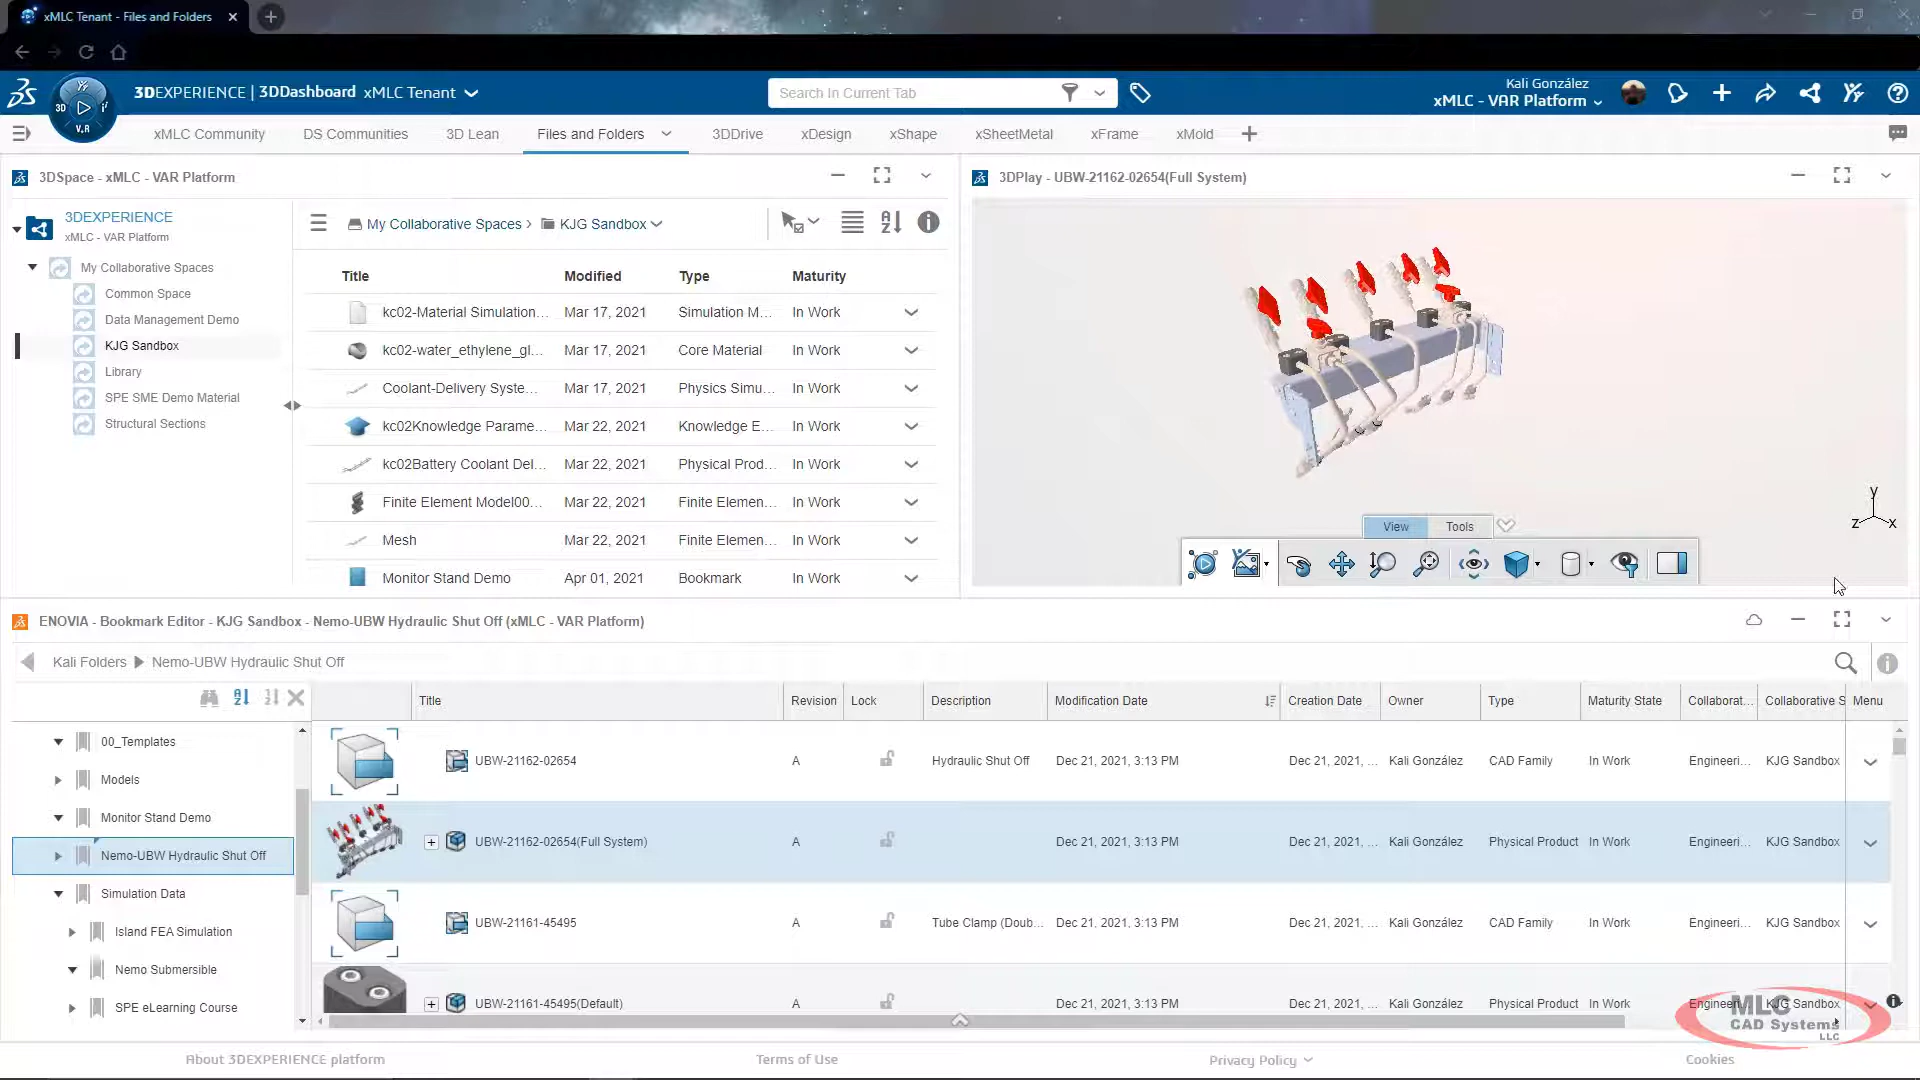 xMLC Tenant - Files and Folders
3DEXPERIENCE | 3DDashboard xMLC Tenant
Search In Current Tab
Kali González
xMLC - VAR Platform
3D
V.R
xMLC Community DS Communities 3D Lean Files and Folders 3DDrive xDesign xShape xSheetMetal xFrame xMold
3DSpace - xMLC - VAR Platform
3DEXPERIENCE
xMLC - VAR Platform
My Collaborative Spaces
Common Space
Data Management Demo
KJG Sandbox
Library
SPE SME Demo Material
Structural Sections
My Collaborative Spaces › KJG Sandbox
Title Modified Type Maturity
kc02-Material Simulation... Mar 17, 2021 Simulation M... In Work
kc02-water_ethylene_gl... Mar 17, 2021 Core Material In Work
Coolant-Delivery Syste... Mar 17, 2021 Physics Simu... In Work
kc02Knowledge Parame... Mar 22, 2021 Knowledge E... In Work
kc02Battery Coolant Del... Mar 22, 2021 Physical Prod... In Work
Finite Element Model00... Mar 22, 2021 Finite Elemen... In Work
Mesh Mar 22, 2021 Finite Elemen... In Work
Monitor Stand Demo Apr 01, 2021 Bookmark In Work
3DPlay - UBW-21162-02654(Full System)
y
z x
View Tools
ENOVIA - Bookmark Editor - KJG Sandbox - Nemo-UBW Hydraulic Shut Off (xMLC - VAR Platform)
Kali Folders Nemo-UBW Hydraulic Shut Off
00_Templates
Models
Monitor Stand Demo
Nemo-UBW Hydraulic Shut Off
Simulation Data
Island FEA Simulation
Nemo Submersible
SPE eLearning Course
Title Revision Lock Description Modification Date Creation Date Owner Type Maturity State Collaborat... Collaborative S Menu
UBW-21162-02654 A Hydraulic Shut Off Dec 21, 2021, 3:13 PM Dec 21, 2021, ... Kali González CAD Family In Work Engineeri... KJG Sandbox
UBW-21162-02654(Full System) A Dec 21, 2021, 3:13 PM Dec 21, 2021, ... Kali González Physical Product In Work Engineeri... KJG Sandbox
UBW-21161-45495 A Tube Clamp (Doub... Dec 21, 2021, 3:13 PM Dec 21, 2021, ... Kali González CAD Family In Work Engineeri... KJG Sandbox
UBW-21161-45495(Default) A Dec 21, 2021, 3:13 PM Dec 21, 2021, ... Kali González Physical Product In Work Engineeri... KJG Sandbox
MLC
CAD Systems
LLC
About 3DEXPERIENCE platform Terms of Use Privacy Policy Cookies